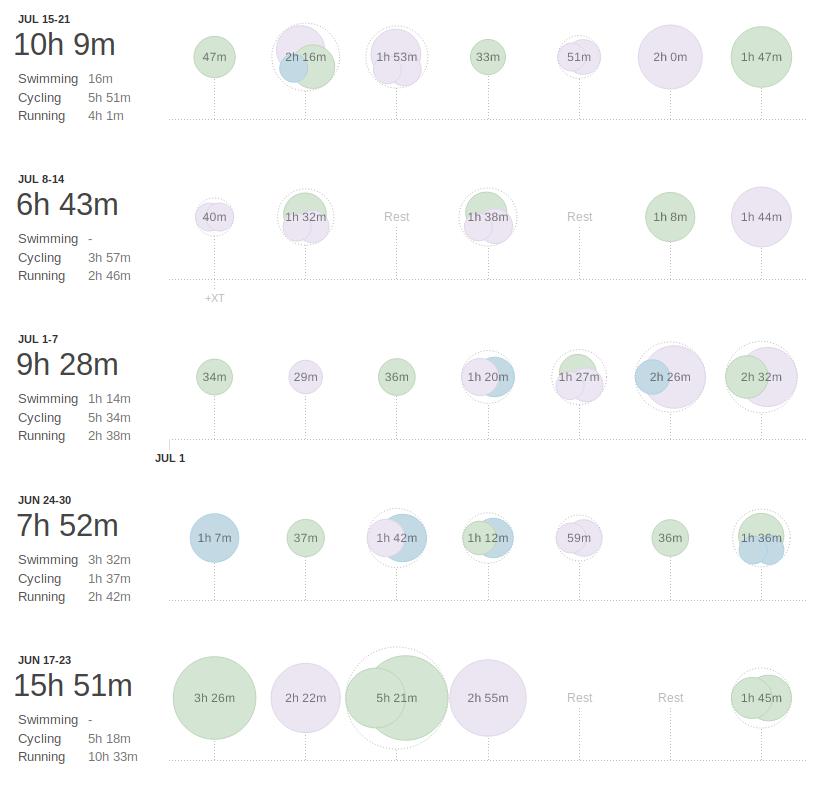 JUL 15-21
10h 9m
Swimming 16m
Cycling 5h 51m
Running 4h 1m
47m 2h 16m 1h 53m 33m 51m 2h 0m 1h 47m
JUL 8-14
6h 43m
Swimming -
Cycling 3h 57m
Running 2h 46m
40m 1h 32m Rest 1h 38m Rest 1h 8m 1h 44m
+XT
JUL 1-7
9h 28m
Swimming 1h 14m
Cycling 5h 34m
Running 2h 38m
34m 29m 36m 1h 20m 1h 27m 2h 26m 2h 32m
JUL 1
JUN 24-30
7h 52m
Swimming 3h 32m
Cycling 1h 37m
Running 2h 42m
1h 7m 37m 1h 42m 1h 12m 59m 36m 1h 36m
JUN 17-23
15h 51m
Swimming -
Cycling 5h 18m
Running 10h 33m
3h 26m 2h 22m 5h 21m 2h 55m Rest Rest 1h 45m